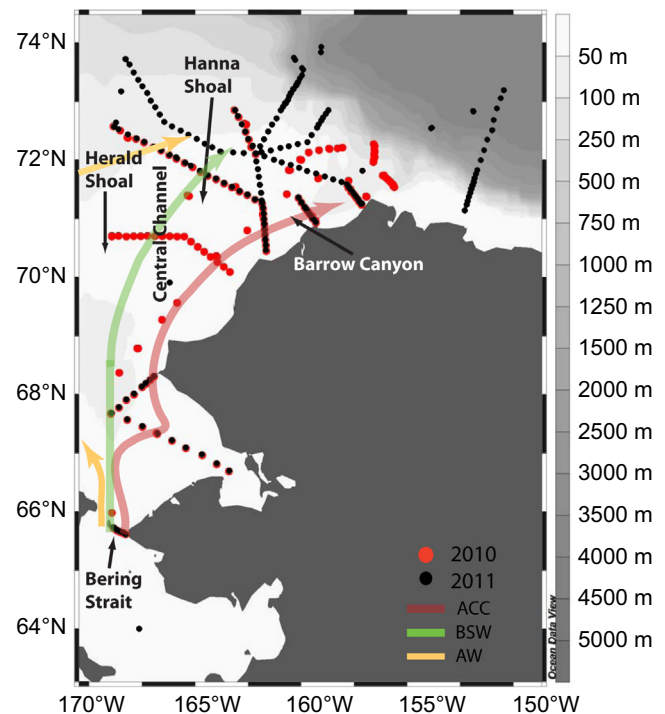 74°N
72°N
70°N
68°N
66°N
64°N
170°W
165°W
160°W
155°W
150°W
Hanna
Shoal
Herald
Shoal
Central Channel
Barrow Canyon
Bering
Strait
2010
2011
ACC
BSW
AW
Ocean Data View
50 m
100 m
250 m
500 m
750 m
1000 m
1250 m
1500 m
1750 m
2000 m
2500 m
3000 m
3500 m
3750 m
4000 m
4500 m
5000 m